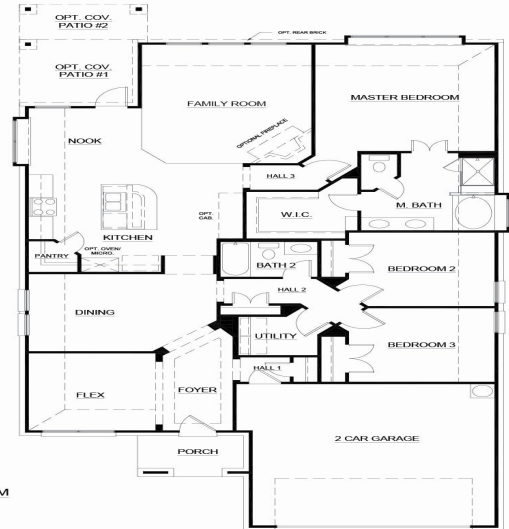 OPT. COV.
PATIO #2
OPT. REAR BRICK
OPT. COV.
PATIO #1
FAMILY ROOM
MASTER BEDROOM
NOOK
OPTIONAL FIREPLACE
HALL 3
W.I.C.
M. BATH
OPT.
CAB.
KITCHEN
PANTRY
OPT. OVEN/
MICRO.
BATH 2
BEDROOM 2
HALL 2
DINING
UTILITY
BEDROOM 3
HALL 1
FLEX
FOYER
2 CAR GARAGE
PORCH
M